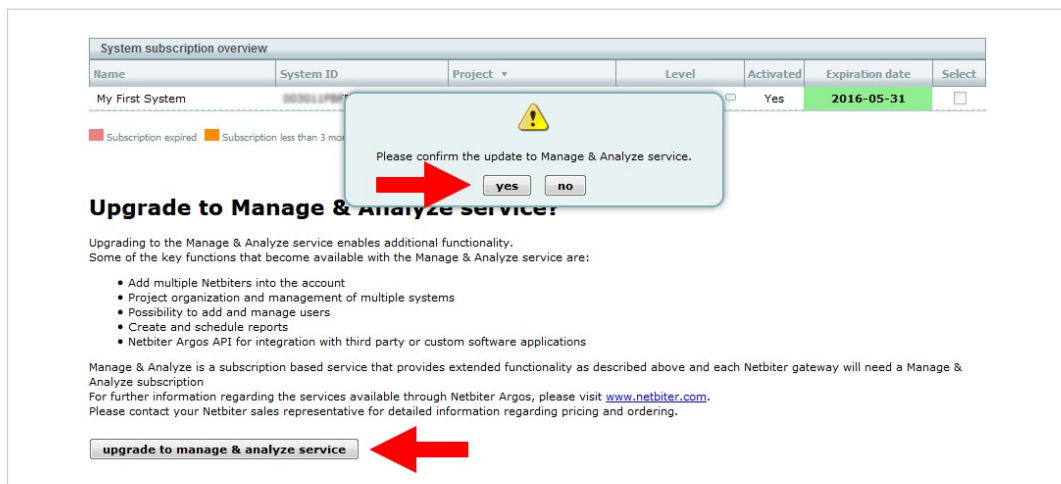 System subscription overview
Name System ID Project Level Activated Expiration date Select
My First System Yes 2016-05-31
Subscription expired Subscription less than 3
Please confirm the update to Manage & Analyze service.
yes no
Upgrade to Manage & Analyze service?
Upgrading to the Manage & Analyze service enables additional functionality.
Some of the key functions that become available with the Manage & Analyze service are:
• Add multiple Netbiters into the account
• Project organization and management of multiple systems
• Possibility to add and manage users
• Create and schedule reports
• Netbiter Argos API for integration with third party or custom software applications
Manage & Analyze is a subscription based service that provides extended functionality as described above and each Netbiter gateway will need a Manage &
Analyze subscription
For further information regarding the services available through Netbiter Argos, please visit www.netbiter.com.
Please contact your Netbiter sales representative for detailed information regarding pricing and ordering.
upgrade to manage & analyze service